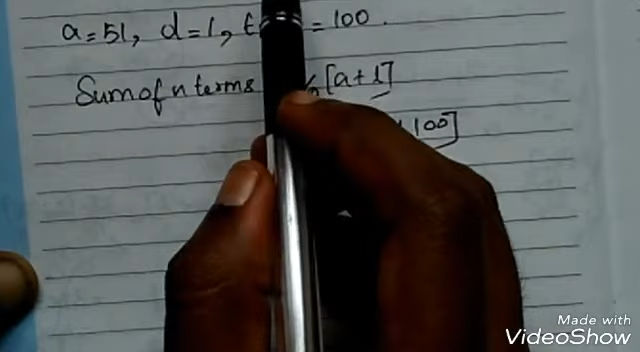 a = 51, d = 1, t = 100.
Sum of n terms [a + l]
100]
Made with
VideoShow